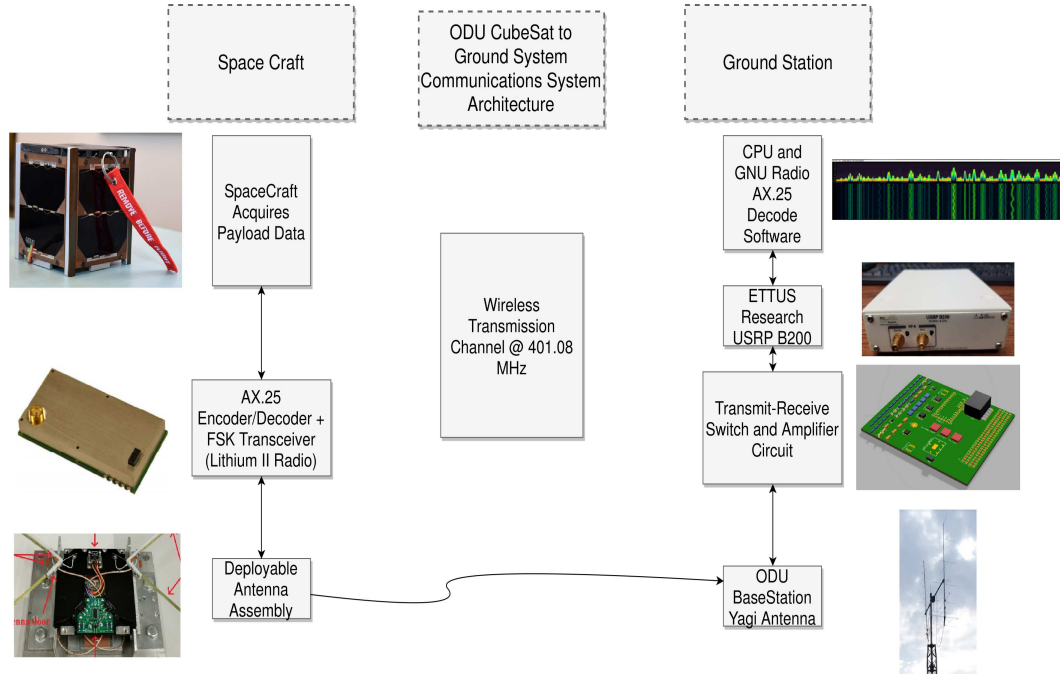 Space Craft
ODU CubeSat to
Ground System
Communications System
Architecture
Ground Station
SpaceCraft
Acquires
Payload Data
REMOVE BEFORE FLIGHT
CPU and
GNU Radio
AX.25
Decode
Software
Wireless
Transmission
Channel @ 401.08
MHz
ETTUS
Research
USRP B200
USRP B200
AX.25
Encoder/Decoder +
FSK Transceiver
(Lithium II Radio)
Transmit-Receive
Switch and Amplifier
Circuit
Deployable
Antenna
Assembly
ODU
BaseStation
Yagi Antenna